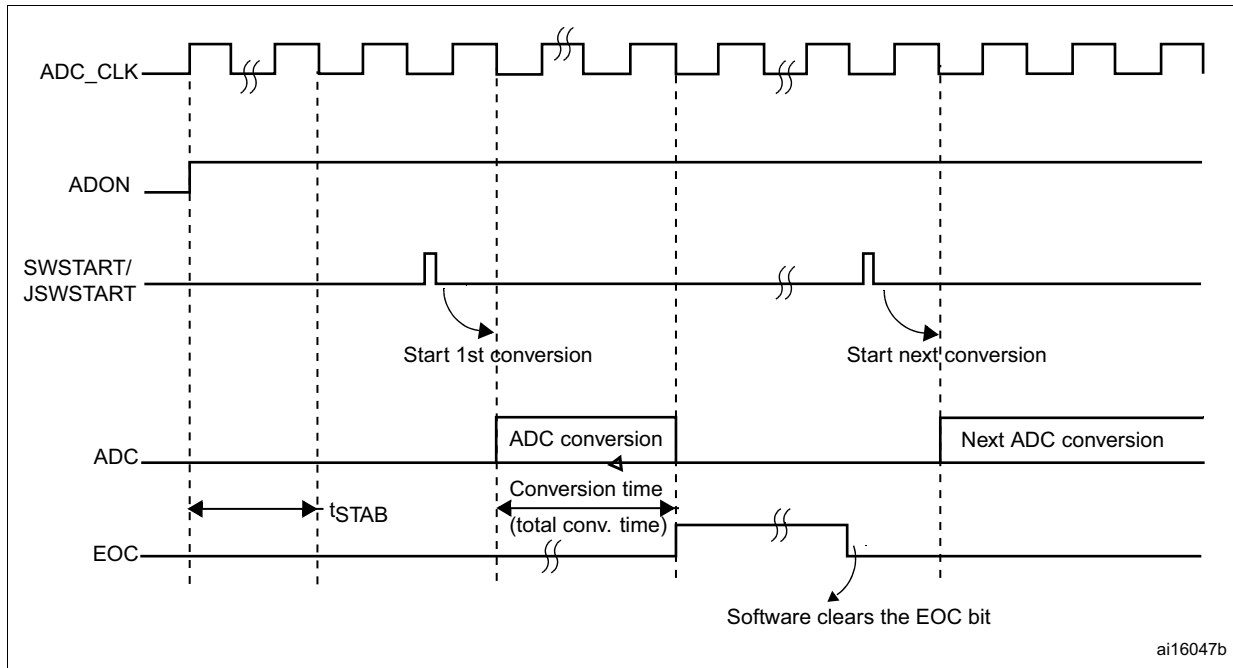 ADC_CLK
ADON
SWSTART/
JSWSTART
Start 1st conversion
Start next conversion
ADC
ADC conversion
Next ADC conversion
Conversion time
(total conv. time)
tSTAB
EOC
Software clears the EOC bit
ai16047b